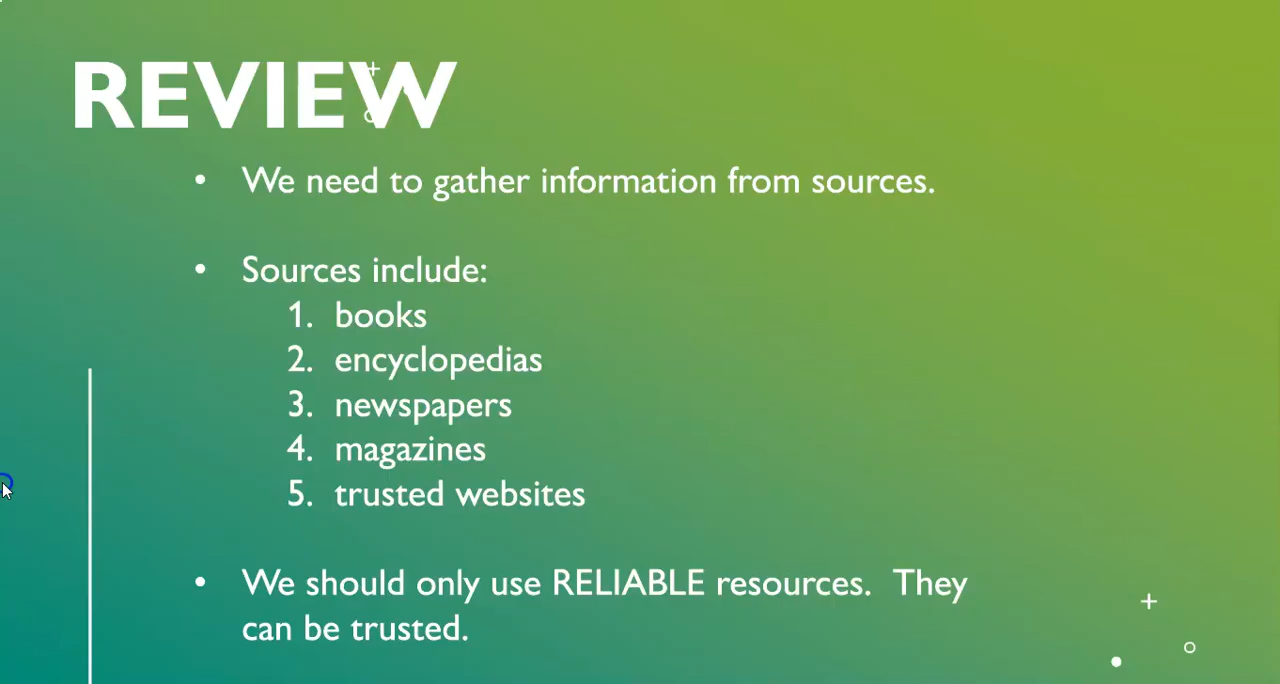 REVIEW
• We need to gather information from sources.
• Sources include:
1. books
2. encyclopedias
3. newspapers
4. magazines
5. trusted websites
• We should only use RELIABLE resources.  They
can be trusted.